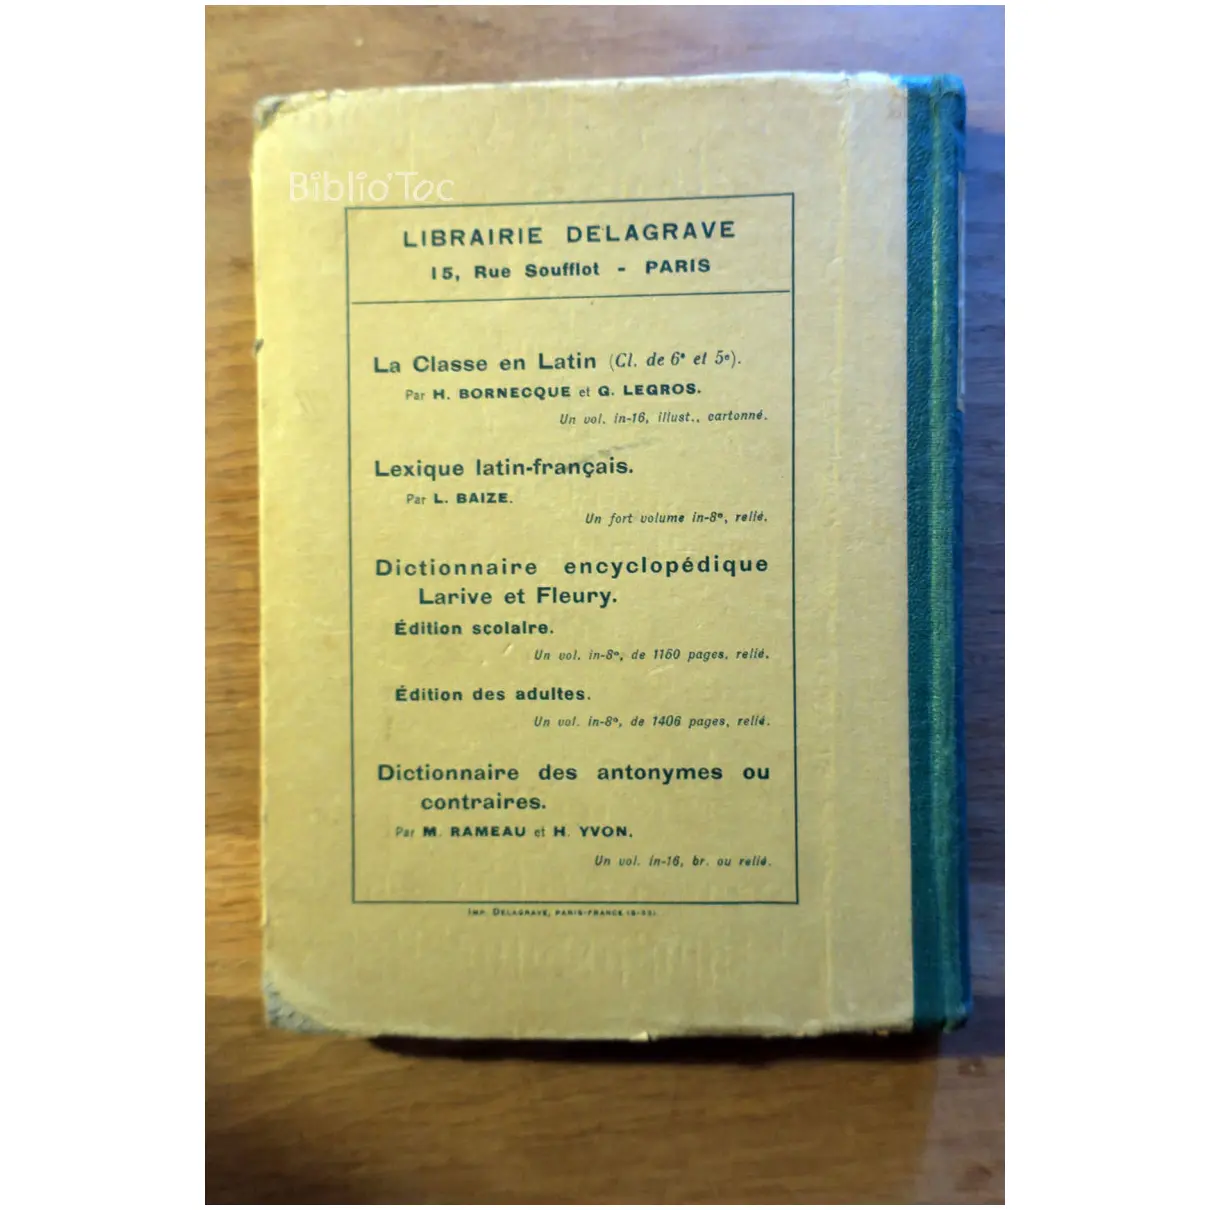 Biblio'Toc
LIBRAIRIE DELAGRAVE
15, Rue Soufflot - PARIS
La Classe en Latin (Cl. de 6e et 5e).
Par H. BORNECQUE et G. LEGROS.
Un vol. in-16, illust., cartonné.
Lexique latin-français.
Par L. BAIZE.
Un fort volume in-8°, relié.
Dictionnaire encyclopédique
Larive et Fleury.
Édition scolaire.
Un vol. in-8°, de 1160 pages, relié.
Édition des adultes.
Un vol. in-8°, de 1406 pages, relié.
Dictionnaire des antonymes ou
contraires.
Par M. RAMEAU et H. YVON.
Un vol. in-16, br. ou relié.
IMP. DELAGRAVE, PARIS-FRANCE